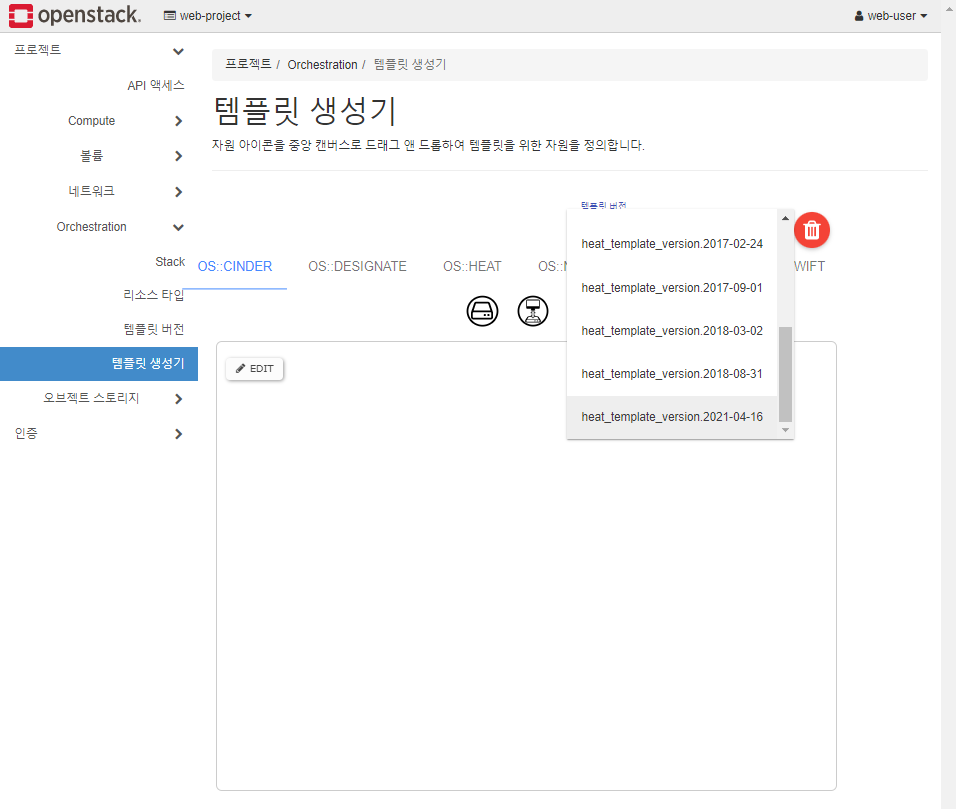 openstack. web-project web-user
프로젝트
API 액세스
Compute
볼륨
네트워크
Orchestration
Stack
리소스 타입
템플릿 버전
템플릿 생성기
오브젝트 스토리지
인증
프로젝트 / Orchestration / 템플릿 생성기
템플릿 생성기
자원 아이콘을 중앙 캔버스로 드래그 앤 드롭하여 템플릿을 위한 자원을 정의합니다.
템플릿 버전
heat_template_version.2017-02-24
heat_template_version.2017-09-01
heat_template_version.2018-03-02
heat_template_version.2018-08-31
heat_template_version.2021-04-16
OS::CINDER OS::DESIGNATE OS::HEAT OS:: WIFT
EDIT